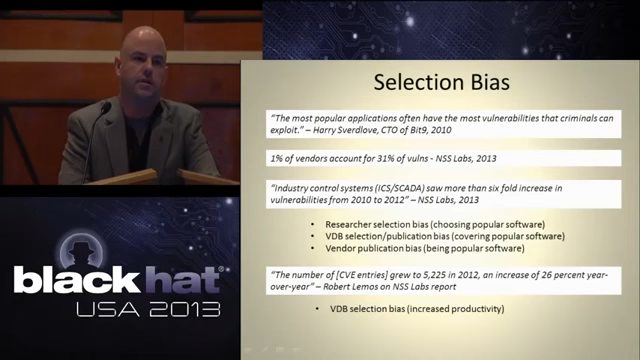 Selection Bias
"The most popular applications often have the most vulnerabilities that criminals can
exploit." – Harry Sverdlove, CTO of Bit9, 2010
1% of vendors account for 31% of vulns - NSS Labs, 2013
"Industry control systems (ICS/SCADA) saw more than six fold increase in
vulnerabilities from 2010 to 2012" – NSS Labs, 2013
• Researcher selection bias (choosing popular software)
• VDB selection/publication bias (covering popular software)
• Vendor publication bias (being popular software)
"The number of [CVE entries] grew to 5,225 in 2012, an increase of 26 percent year-
over-year" – Robert Lemos on NSS Labs report
• VDB selection bias (increased productivity)
black hat®
USA 2013